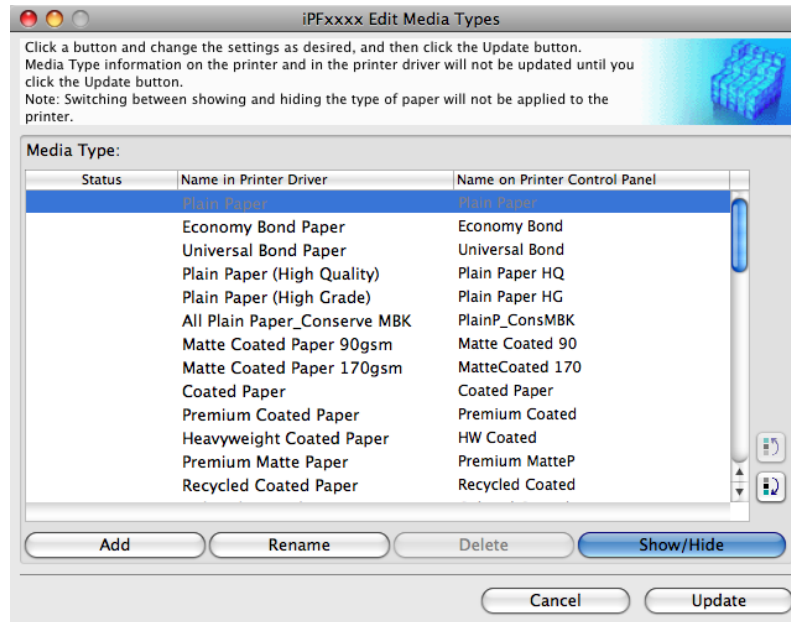 iPFxxxx Edit Media Types
Click a button and change the settings as desired, and then click the Update button.
Media Type information on the printer and in the printer driver will not be updated until you
click the Update button.
Note: Switching between showing and hiding the type of paper will not be applied to the
printer.
Media Type:
Status Name in Printer Driver Name on Printer Control Panel
Plain Paper Plain Paper
Economy Bond Paper Economy Bond
Universal Bond Paper Universal Bond
Plain Paper (High Quality) Plain Paper HQ
Plain Paper (High Grade) Plain Paper HG
All Plain Paper_Conserve MBK PlainP_ConsMBK
Matte Coated Paper 90gsm Matte Coated 90
Matte Coated Paper 170gsm MatteCoated 170
Coated Paper Coated Paper
Premium Coated Paper Premium Coated
Heavyweight Coated Paper HW Coated
Premium Matte Paper Premium MatteP
Recycled Coated Paper Recycled Coated
Add Rename Delete Show/Hide
Cancel Update